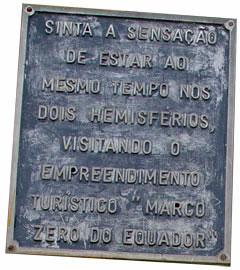 SINTA A SENSAÇÃO
DE ESTAR AO
MESMO TEMPO NOS
DOIS HEMISFÉRIOS,
VISITANDO O
EMPREENDIMENTO
TURÍSTICO "MARCO
ZERO DO EQUADOR"